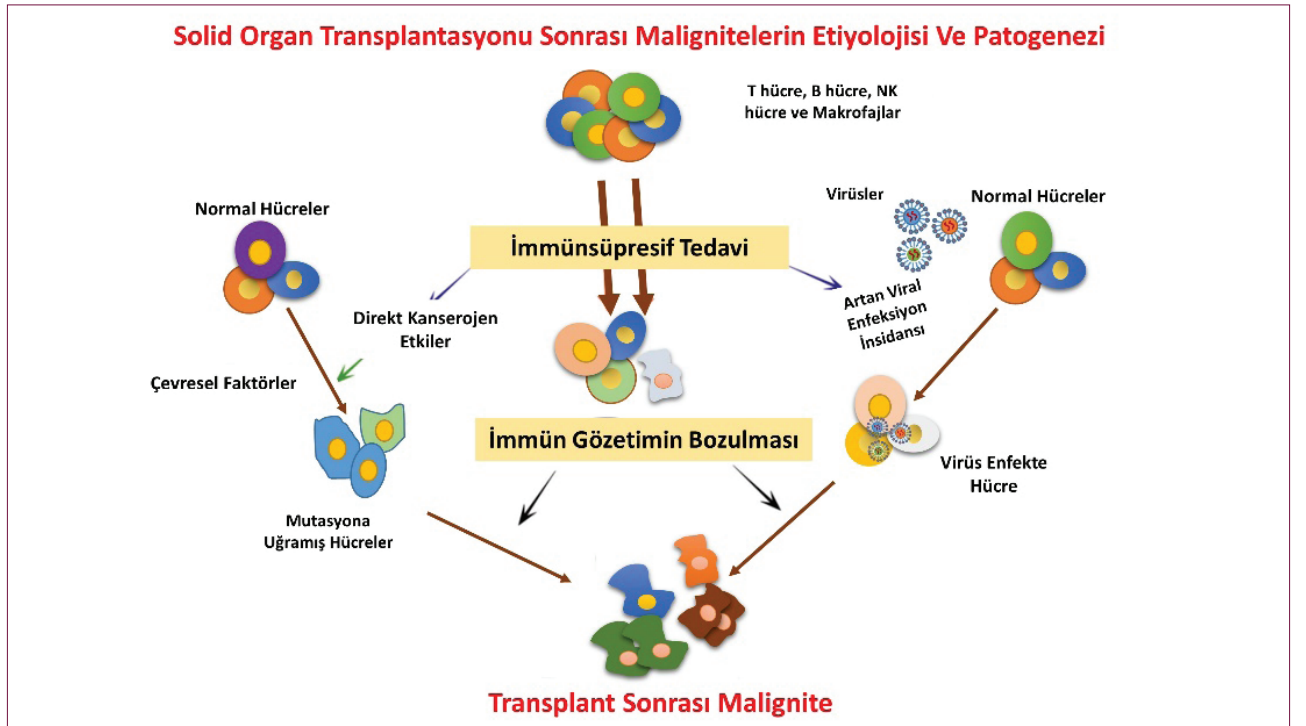 Solid Organ Transplantasyonu Sonrası Malignitelerin Etiyolojisi Ve Patogenezi
T hücre, B hücre, NK
hücre ve Makrofajlar
Normal Hücreler
Virüsler
Normal Hücreler
İmmünsüpresif Tedavi
Direkt Kanserojen
Etkiler
Artan Viral
Enfeksiyon
İnsidansı
Çevresel Faktörler
İmmün Gözetimin Bozulması
Virüs Enfekte
Hücre
Mutasyona
Uğramış Hücreler
Transplant Sonrası Malignite